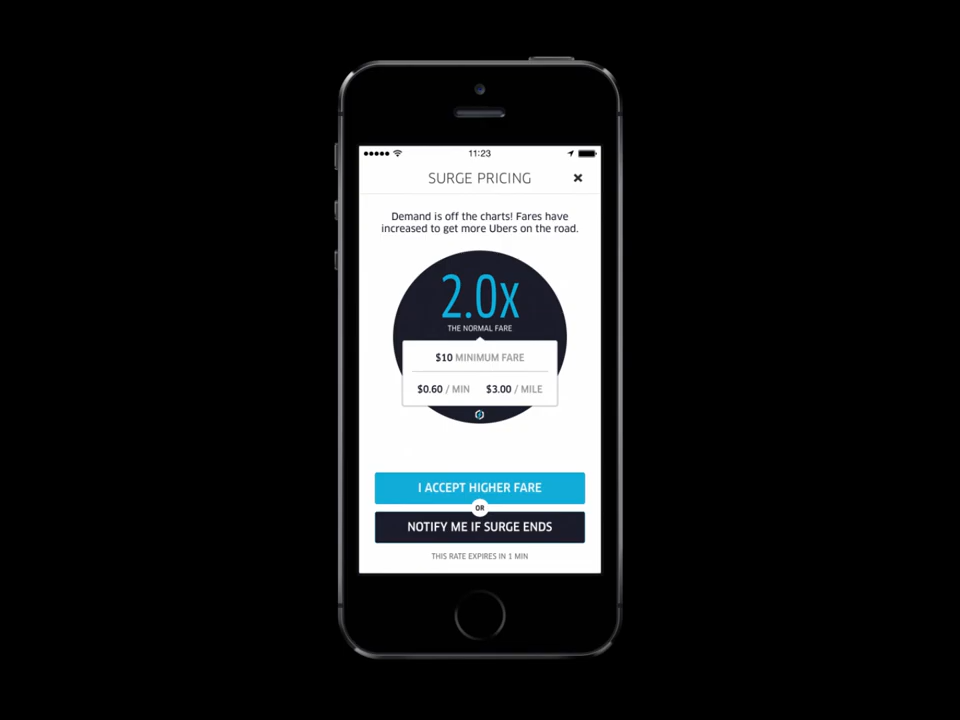 11:23
SURGE PRICING
Demand is off the charts! Fares have
increased to get more Ubers on the road.
2.0x
THE NORMAL FARE
$10 MINIMUM FARE
$0.60 / MIN $3.00 / MILE
I ACCEPT HIGHER FARE
OR
NOTIFY ME IF SURGE ENDS
THIS RATE EXPIRES IN 1 MIN